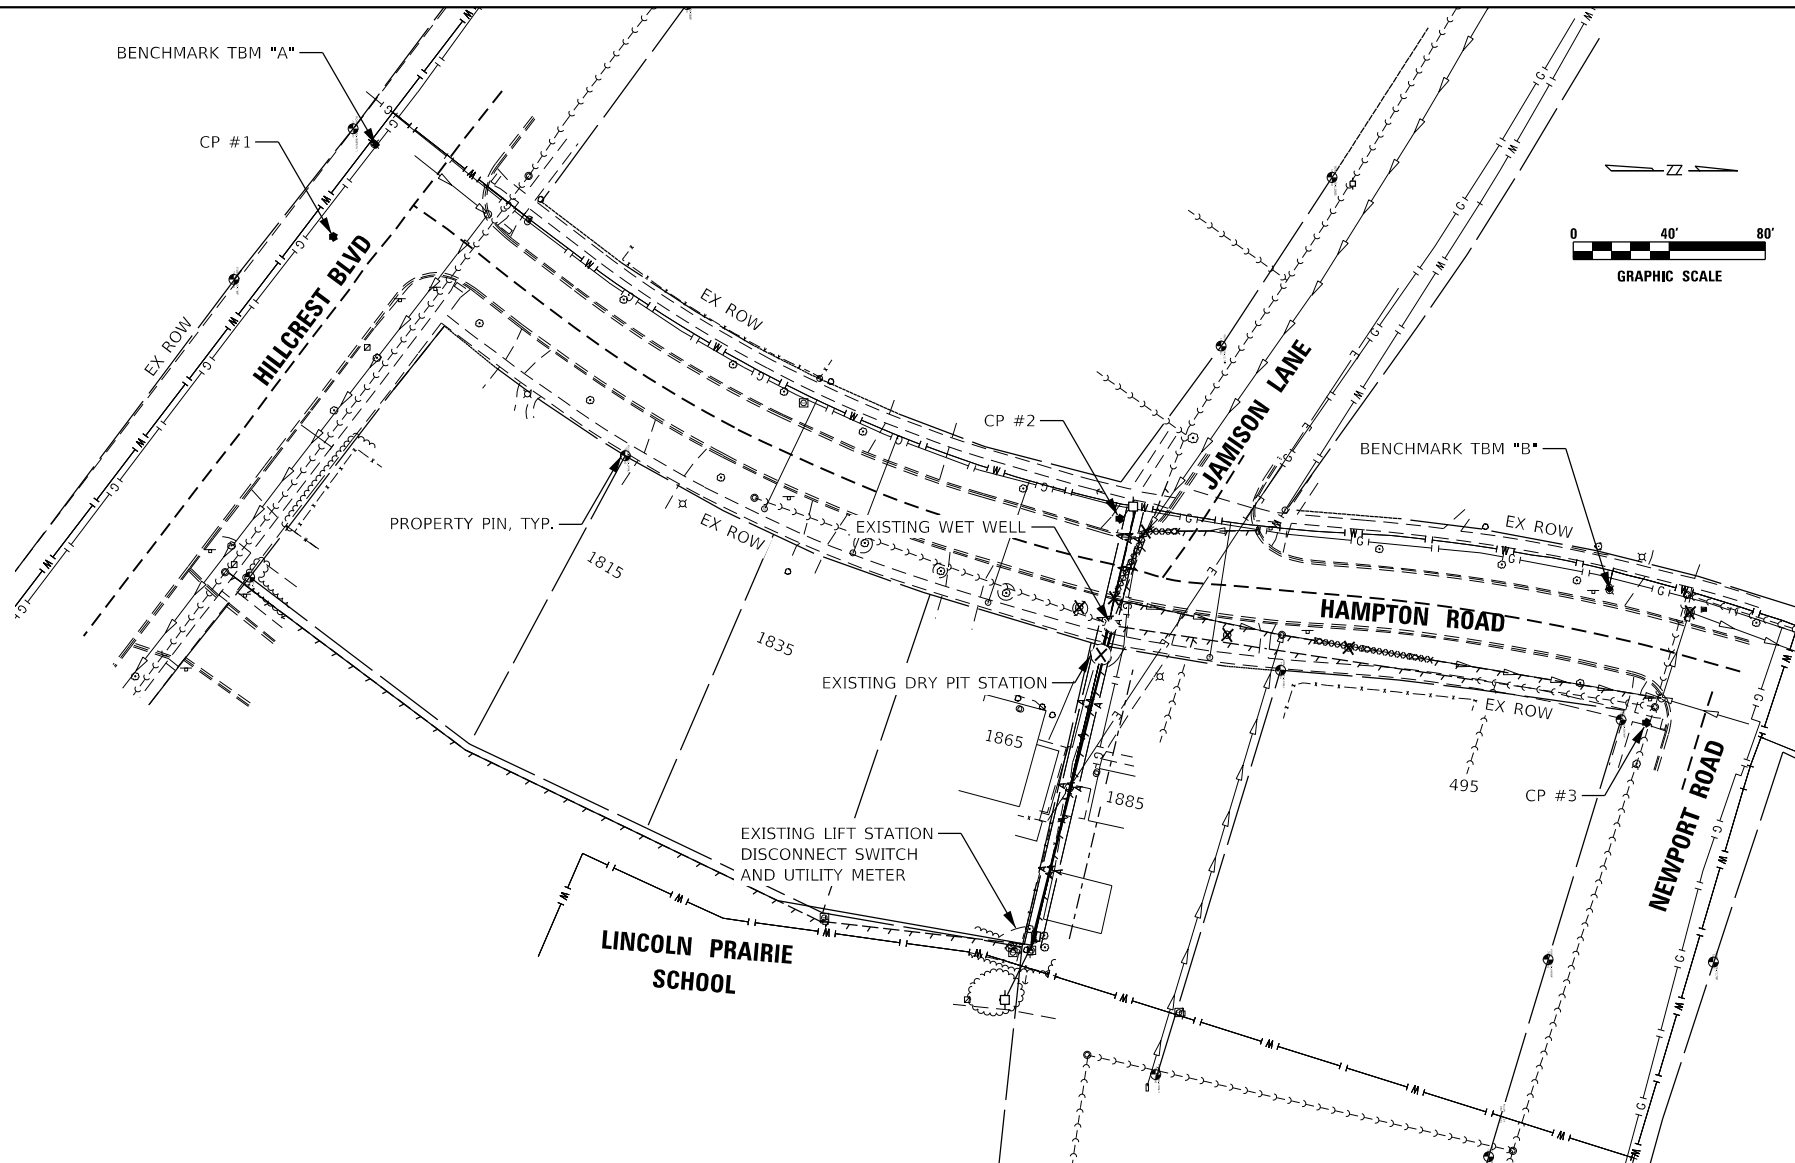 BENCHMARK TBM "A"
CP #1
HILLCREST BLVD
EX ROW
EX ROW
0 40' 80'
GRAPHIC SCALE
N
CP #2
JAMISON LANE
BENCHMARK TBM "B"
PROPERTY PIN, TYP.
EX ROW
EXISTING WET WELL
EX ROW
1815
1835
HAMPTON ROAD
EXISTING DRY PIT STATION
EX ROW
1865
1885
495
CP #3
NEWPORT ROAD
EXISTING LIFT STATION
DISCONNECT SWITCH
AND UTILITY METER
LINCOLN PRAIRIE
SCHOOL